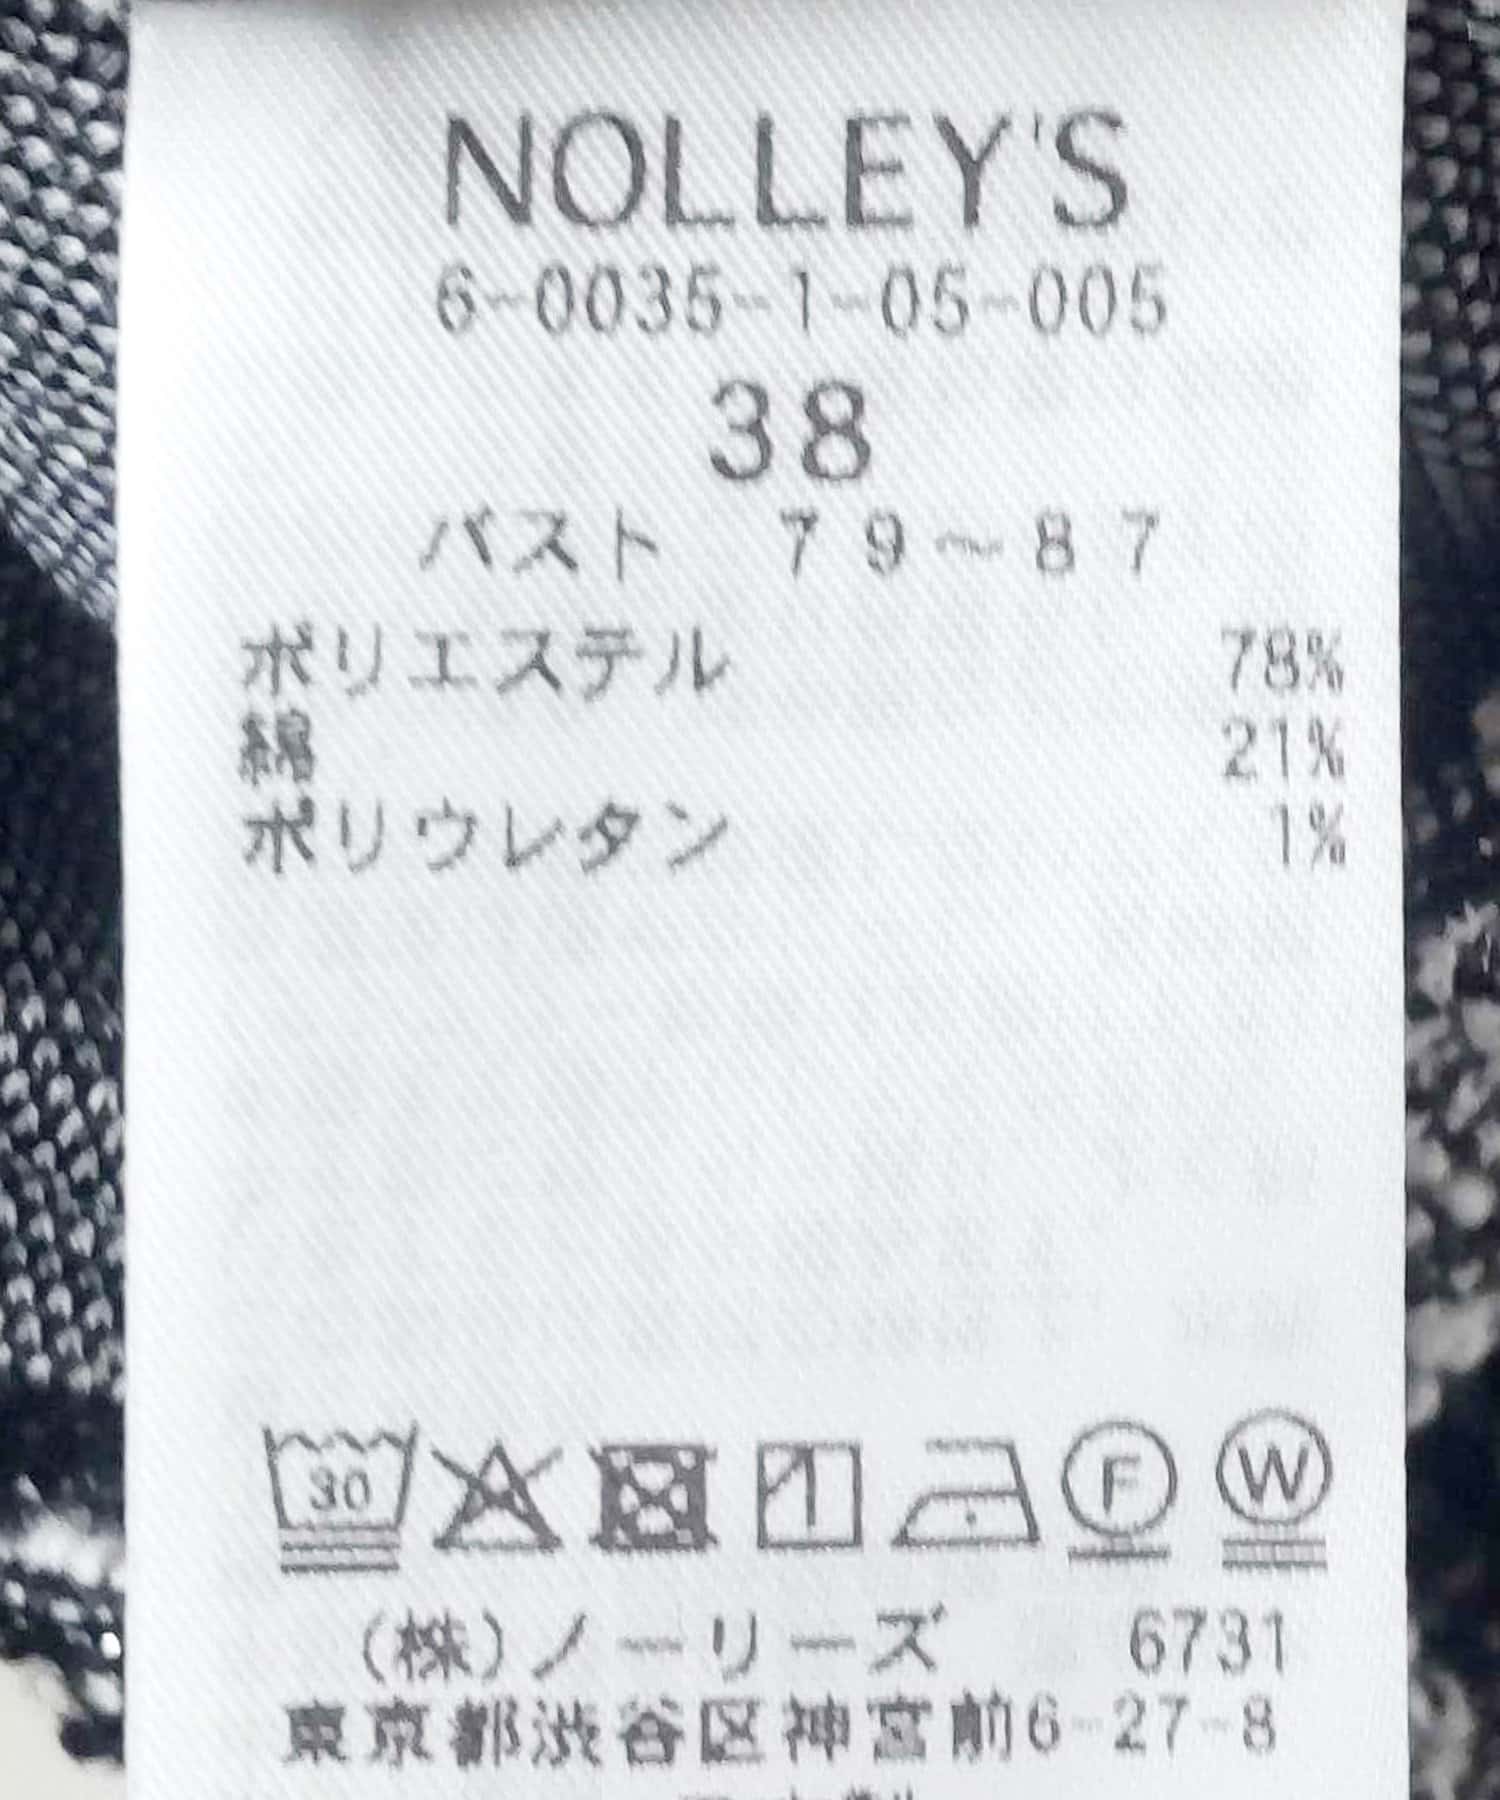 NOLLEY'S
6-0035-1-05-005
38
バスト 79～87
ポリエステル 78%
綿 21%
ポリウレタン 1%
30 F W
(株)ノーリーズ 6731
東京都渋谷区神宮前6-27-8